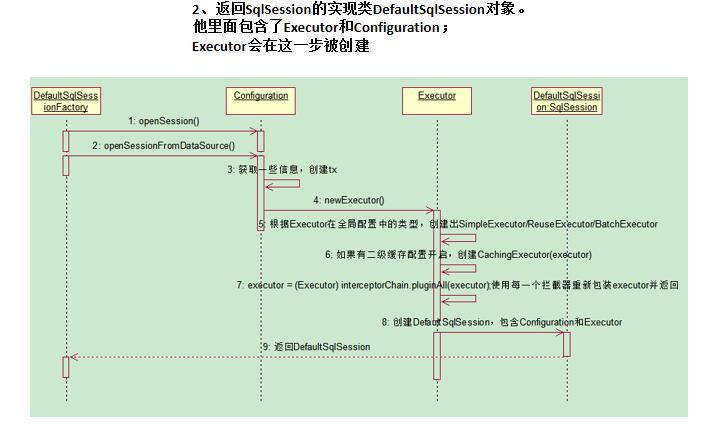 2、返回SqlSession的实现类DefaultSqlSession对象。
他里面包含了Executor和Configuration；
Executor会在这一步被创建
DefaultSqlSess
ionFactory
Configuration
Executor
DefaultSqlSessi
on:SqlSession
1: openSession()
2: openSessionFromDataSource()
3: 获取一些信息，创建tx
4: newExecutor()
5: 根据Executor在全局配置中的类型，创建出SimpleExecutor/ReuseExecutor/BatchExecutor
6: 如果有二级缓存配置开启，创建CachingExecutor(executor)
7: executor = (Executor) interceptorChain.pluginAll(executor);使用每一个拦截器重新包装executor并返回
8: 创建DefaultSqlSession，包含Configuration和Executor
9: 返回DefaultSqlSession